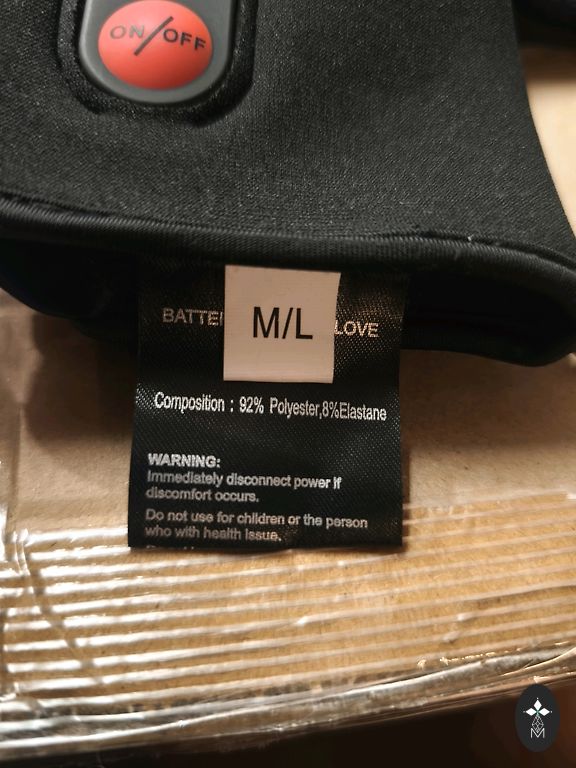 ON/OFF
BATTE M/L LOVE
Composition : 92% Polyester,8%Elastane
WARNING:
Immediately disconnect power if
discomfort occurs.
Do not use for children or the person
who with health issue.
M